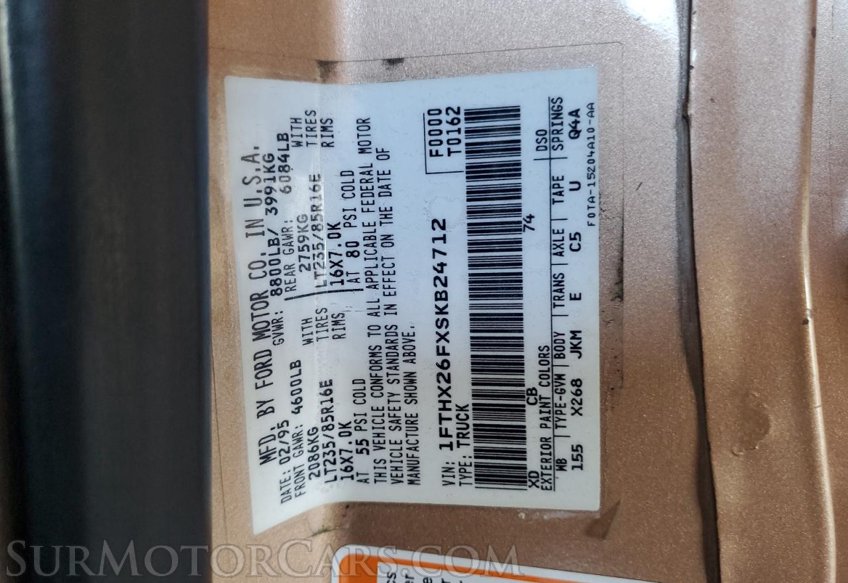 MFD. BY FORD MOTOR CO. IN U.S.A.
DATE: 02/95 GVWR: 8800LB/ 3991KG
FRONT GAWR: 4600LB REAR GAWR: 6084LB
2086KG WITH 2759KG WITH
LT235/85R16E TIRES LT235/85R16E TIRES
16X7.0K RIMS 16X7.0K RIMS
AT 55 PSI COLD AT 80 PSI COLD
THIS VEHICLE CONFORMS TO ALL APPLICABLE FEDERAL MOTOR
VEHICLE SAFETY STANDARDS IN EFFECT ON THE DATE OF
MANUFACTURE SHOWN ABOVE.
VIN: 1FTHX26FXSKB24712 F0000
TYPE: TRUCK T0162
XD CB 74
EXTERIOR PAINT COLORS DSO
WB TYPE-GVW BODY TRANS AXLE TAPE SPRINGS
155 X268 JKM E C5 U Q4A
F0TA-15204A10-AA
SurMotorCars.com